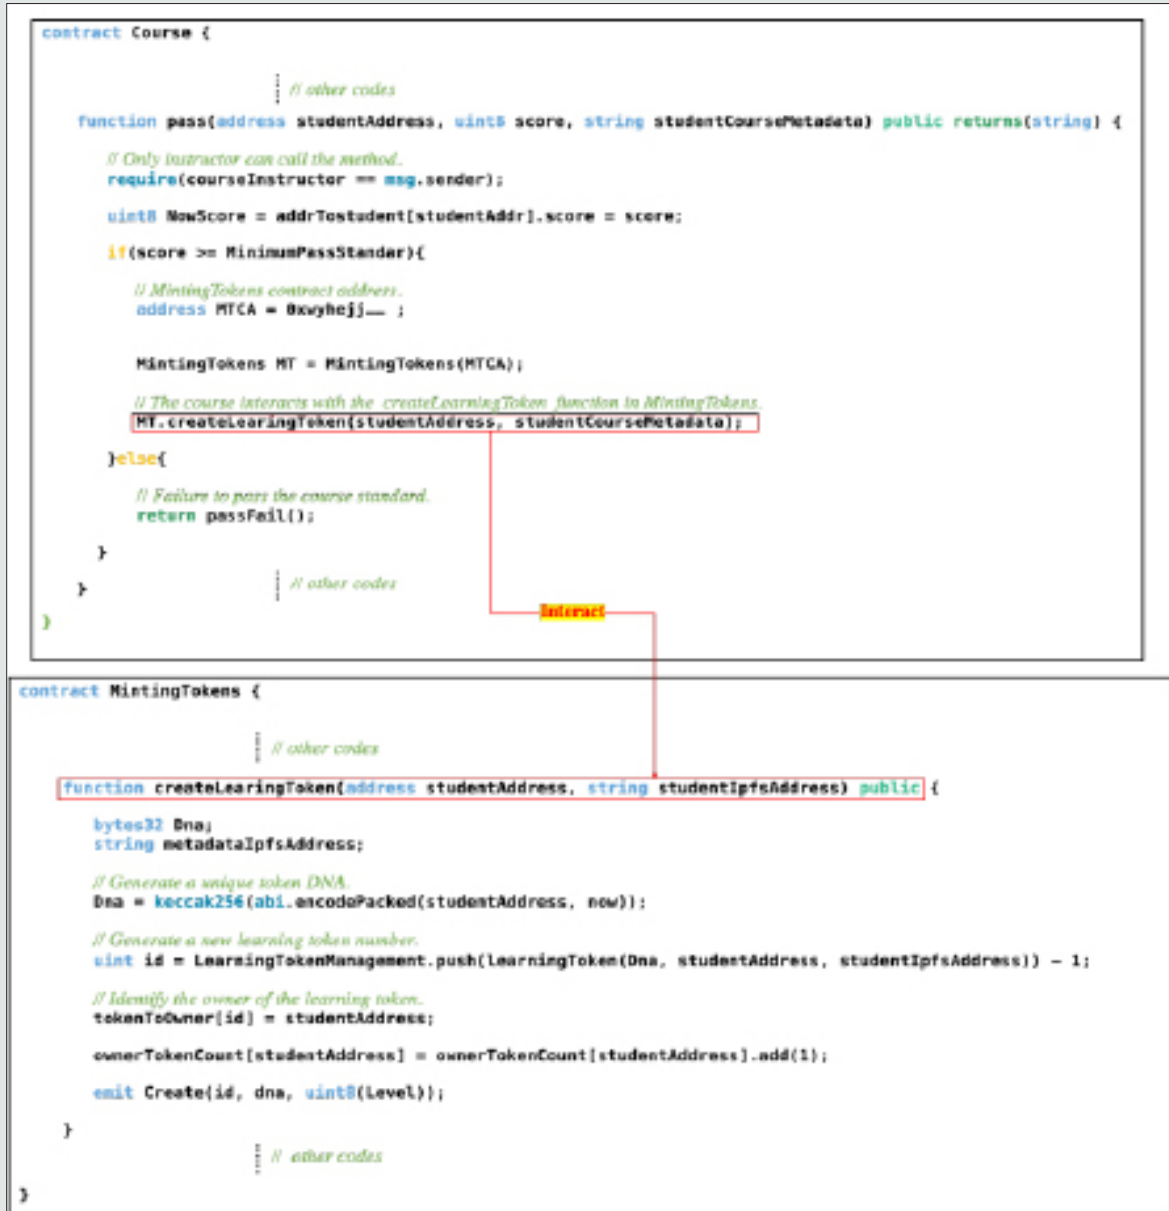 contract Course {
// other codes
function pass(address studentAddress, uint8 score, string studentCourseMetadata) public returns(string) {
// Only instructor can call the method.
require(courseInstructor == msg.sender);
uint8 NowScore = addrTostudent[studentAddr].score = score;
if(score >= MinimumPassStandar){
// MintingTokens contract address.
address MTCA = 0xwyhejj…… ;
MintingTokens MT = MintingTokens(MTCA);
// The course interacts with the createLearningToken function in MintingTokens.
MT.createLearingToken(studentAddress, studentCourseMetadata);
}else{
// Failure to pass the course standard.
return passFail();
}
}
// other codes
}
Interact
contract MintingTokens {
// other codes
function createLearingToken(address studentAddress, string studentIpfsAddress) public {
bytes32 Dna;
string metadataIpfsAddress;
// Generate a unique token DNA.
Dna = keccak256(abi.encodePacked(studentAddress, now));
// Generate a new learning token number.
uint id = LearningTokenManagement.push(learningToken(Dna, studentAddress, studentIpfsAddress)) - 1;
// Identify the owner of the learning token.
tokenToOwner[id] = studentAddress;
ownerTokenCount[studentAddress] = ownerTokenCount[studentAddress].add(1);
emit Create(id, dna, uint8(Level));
}
// other codes
}